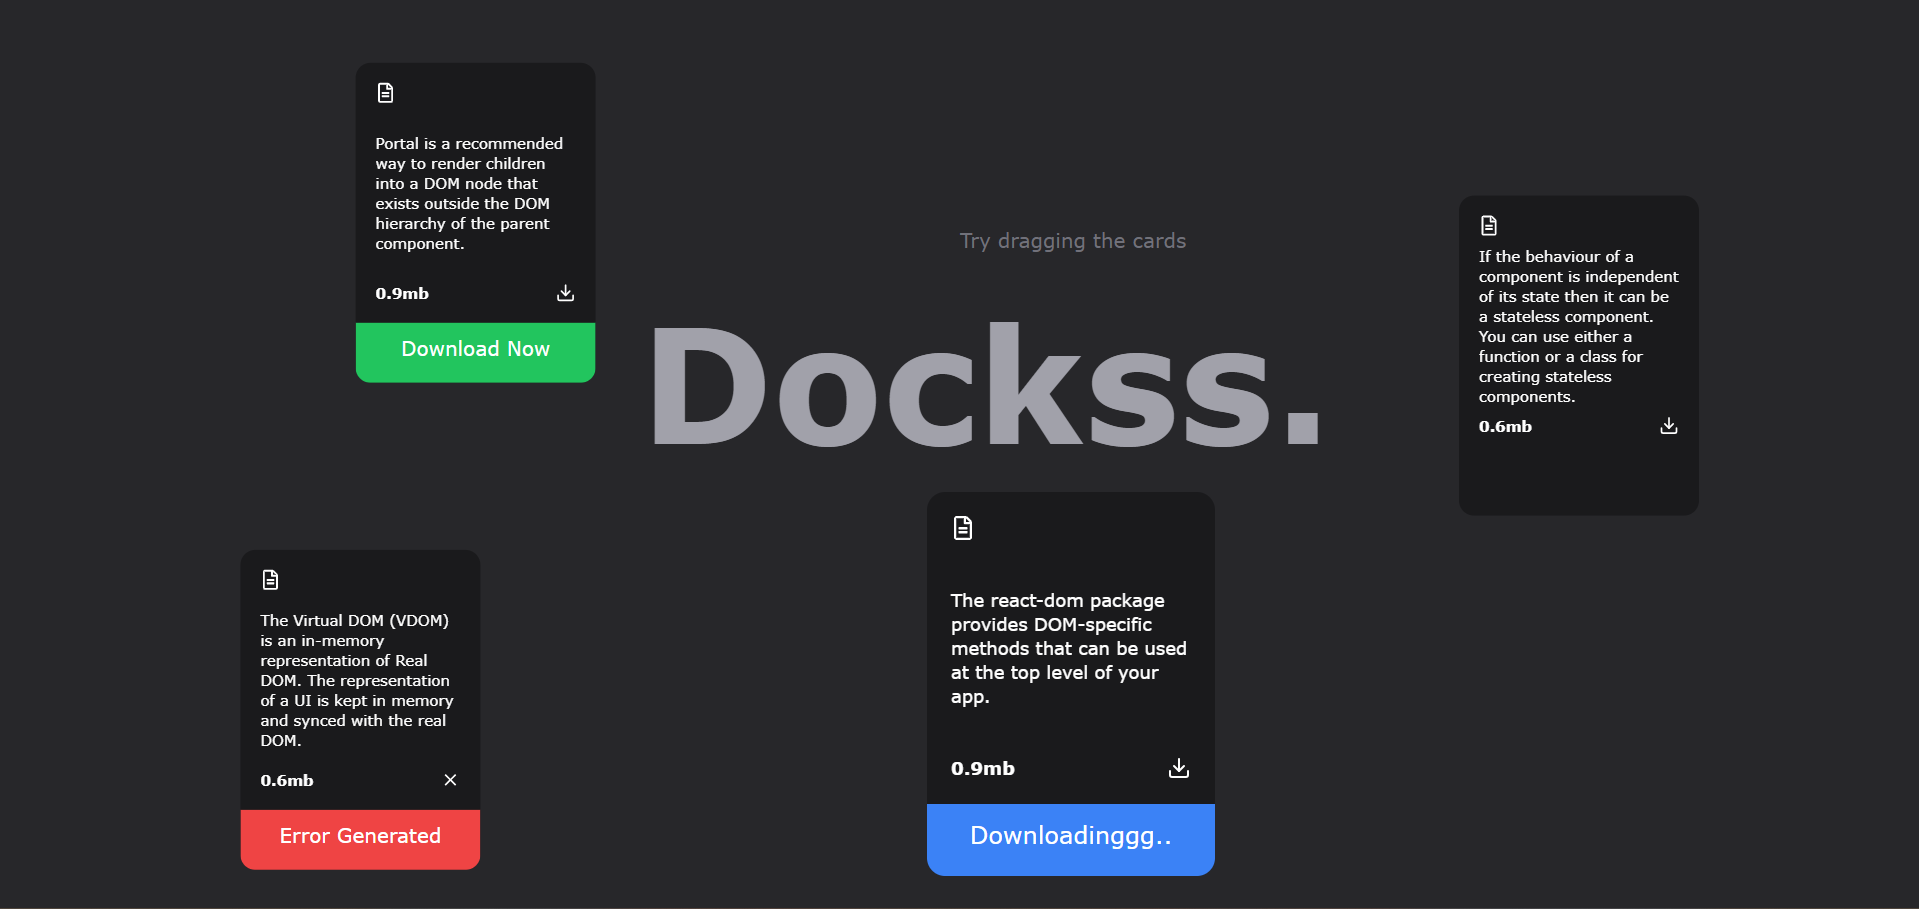 Portal is a recommended
way to render children
into a DOM node that
exists outside the DOM
hierarchy of the parent
component.
0.9mb
Download Now
Try dragging the cards
Dockss.
If the behaviour of a
component is independent
of its state then it can be
a stateless component.
You can use either a
function or a class for
creating stateless
components.
0.6mb
The Virtual DOM (VDOM)
is an in-memory
representation of Real
DOM. The representation
of a UI is kept in memory
and synced with the real
DOM.
0.6mb
Error Generated
The react-dom package
provides DOM-specific
methods that can be used
at the top level of your
app.
0.9mb
Downloadinggg..